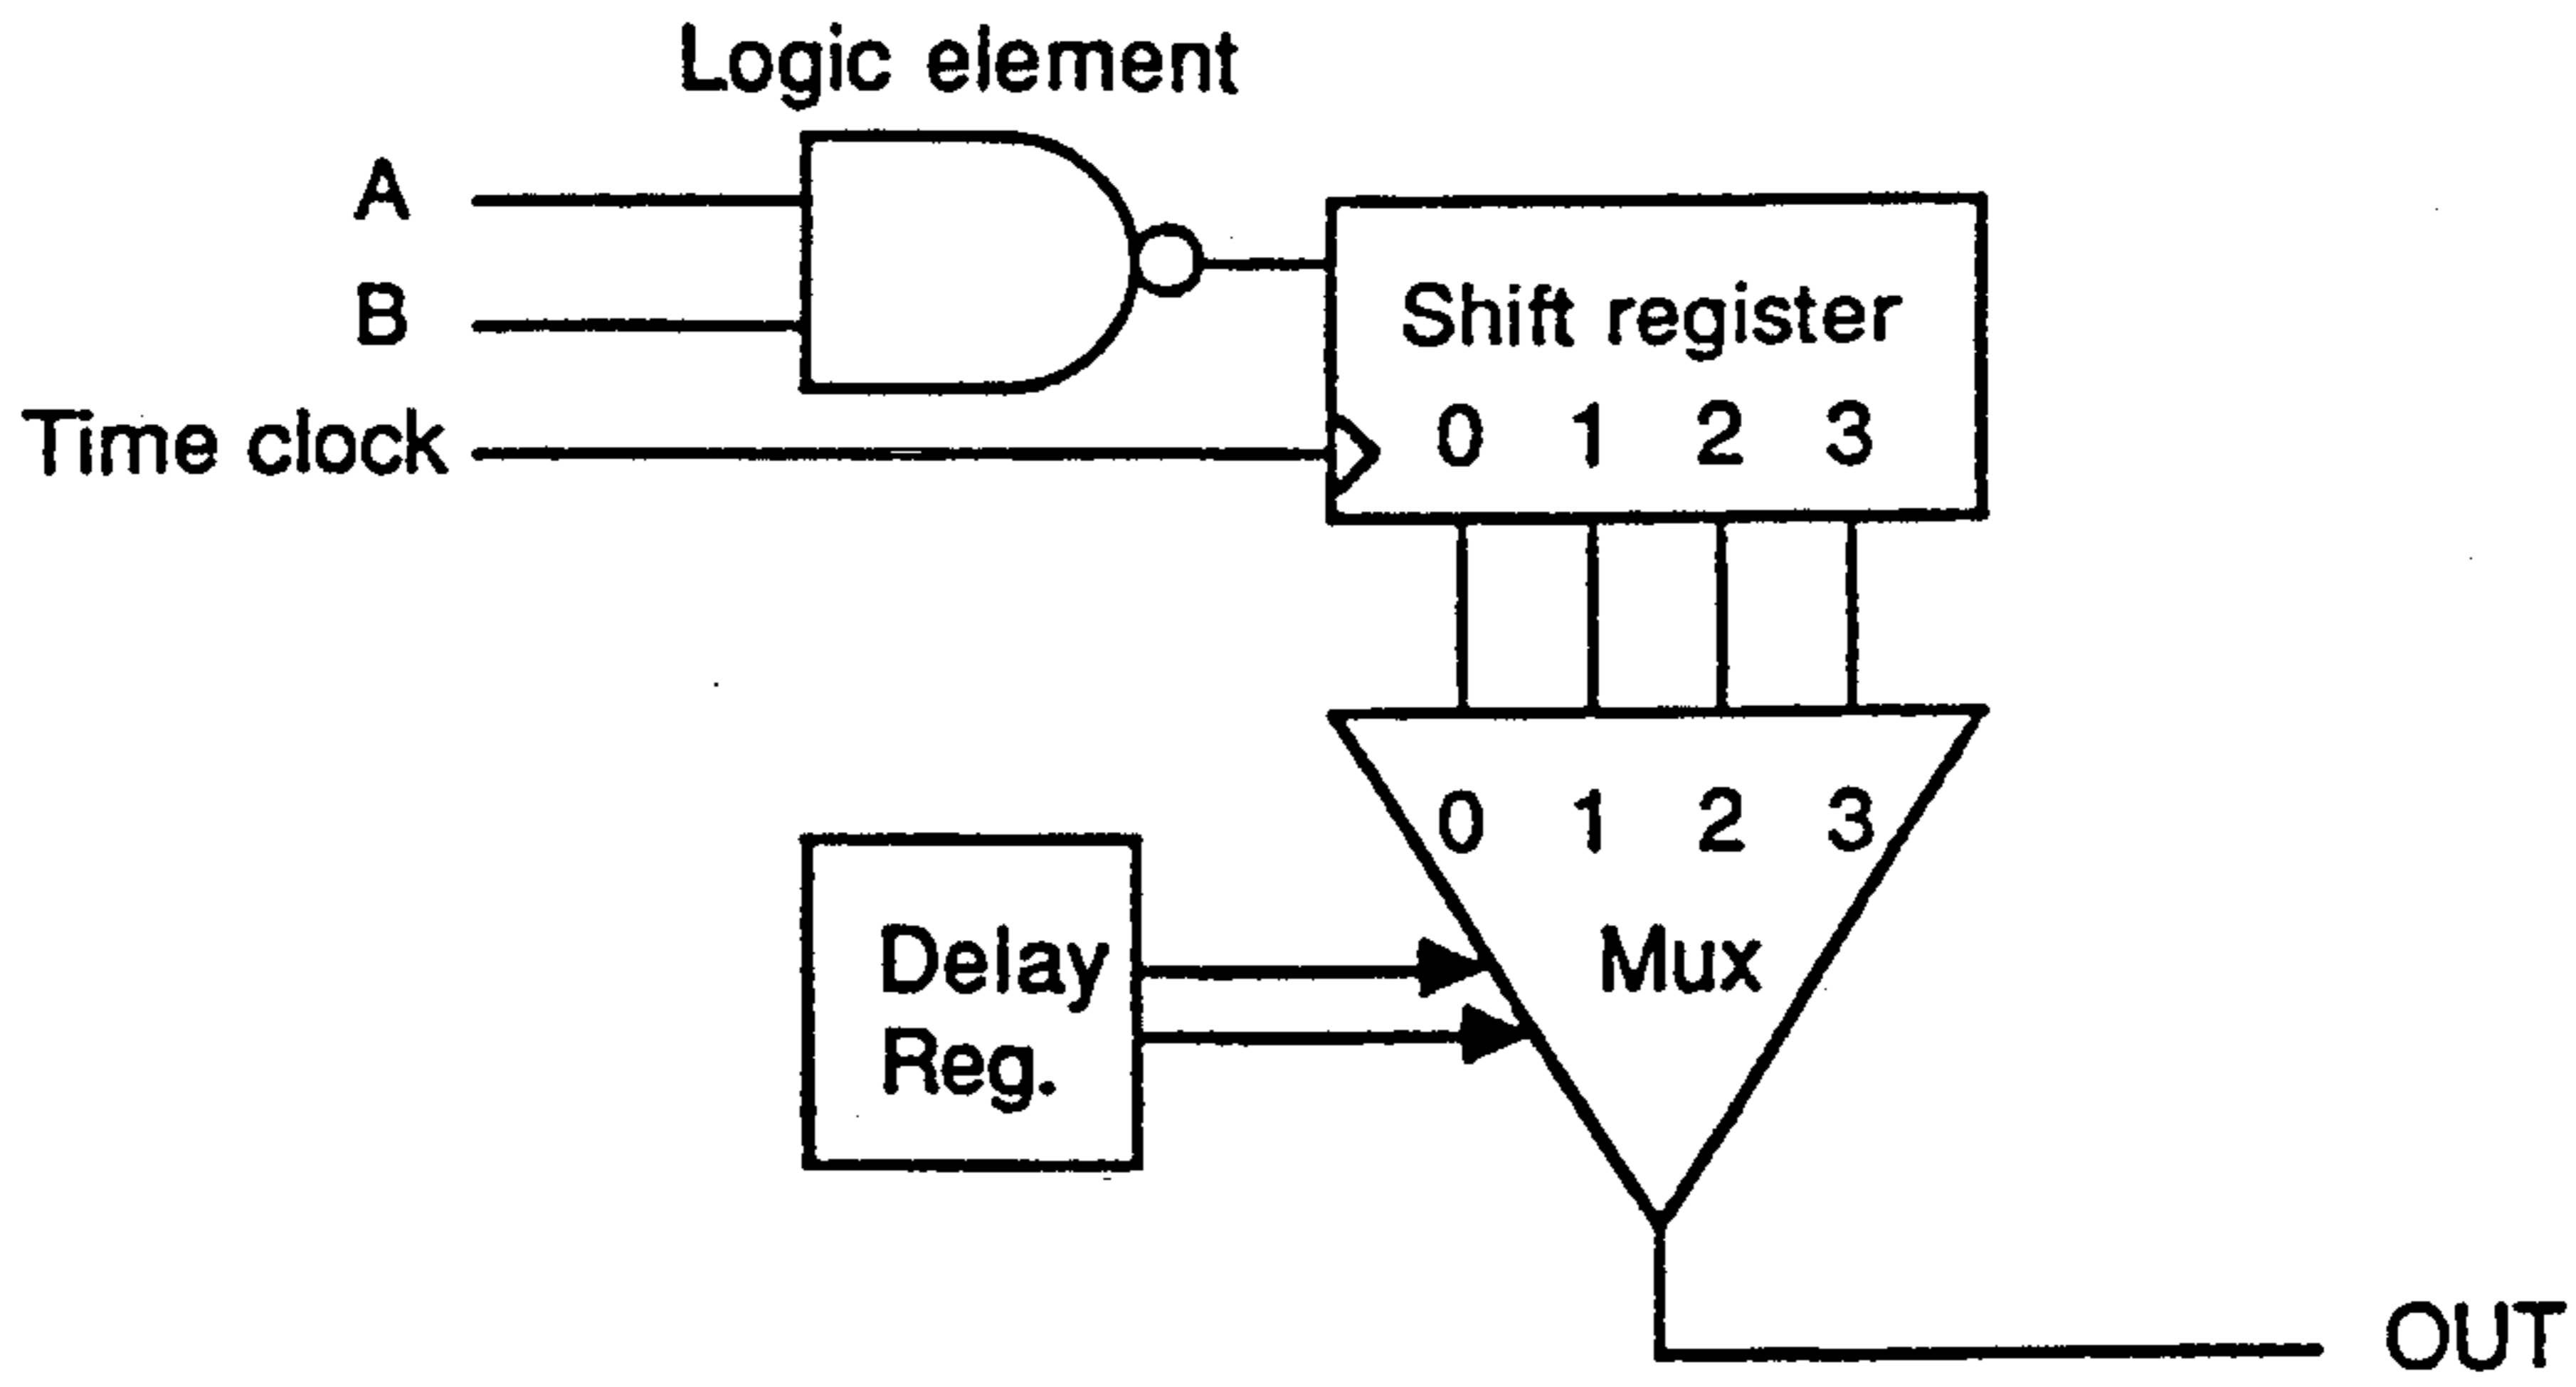 Logic element
A
B
Time clock
Shift register
0 1 2 3
0 1 2 3
Mux
Delay
Reg.
OUT